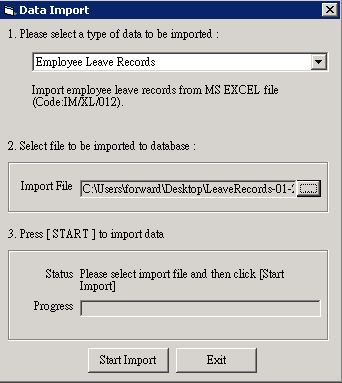 Data Import
1. Please select a type of data to be imported :
Employee Leave Records
Import employee leave records from MS EXCEL file
(Code:IM/XL/012).
2. Select file to be imported to database :
Import File C:\Users\forward\Desktop\LeaveRecords-01-2 ......
3. Press [ START ] to import data
Status Please select import file and then click [Start
Import]
Progress
Start Import Exit